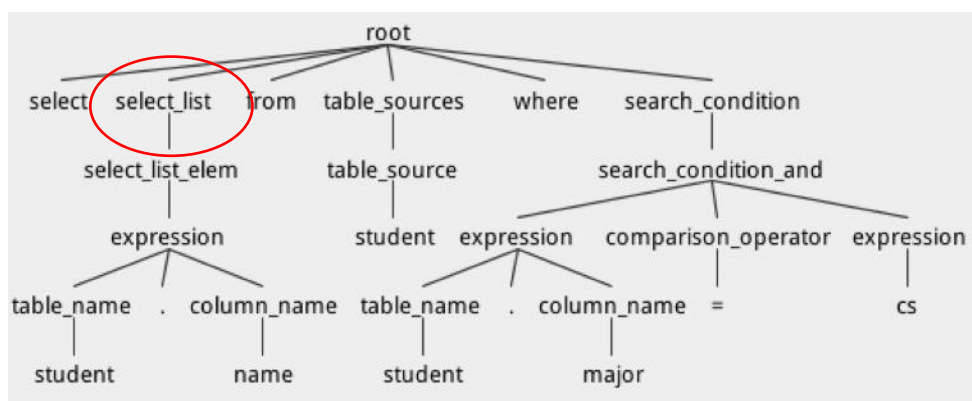 root
select select_list from table_sources where search_condition
select_list_elem table_source search_condition_and
expression student expression comparison_operator expression
table_name . column_name table_name . column_name = cs
student name student major